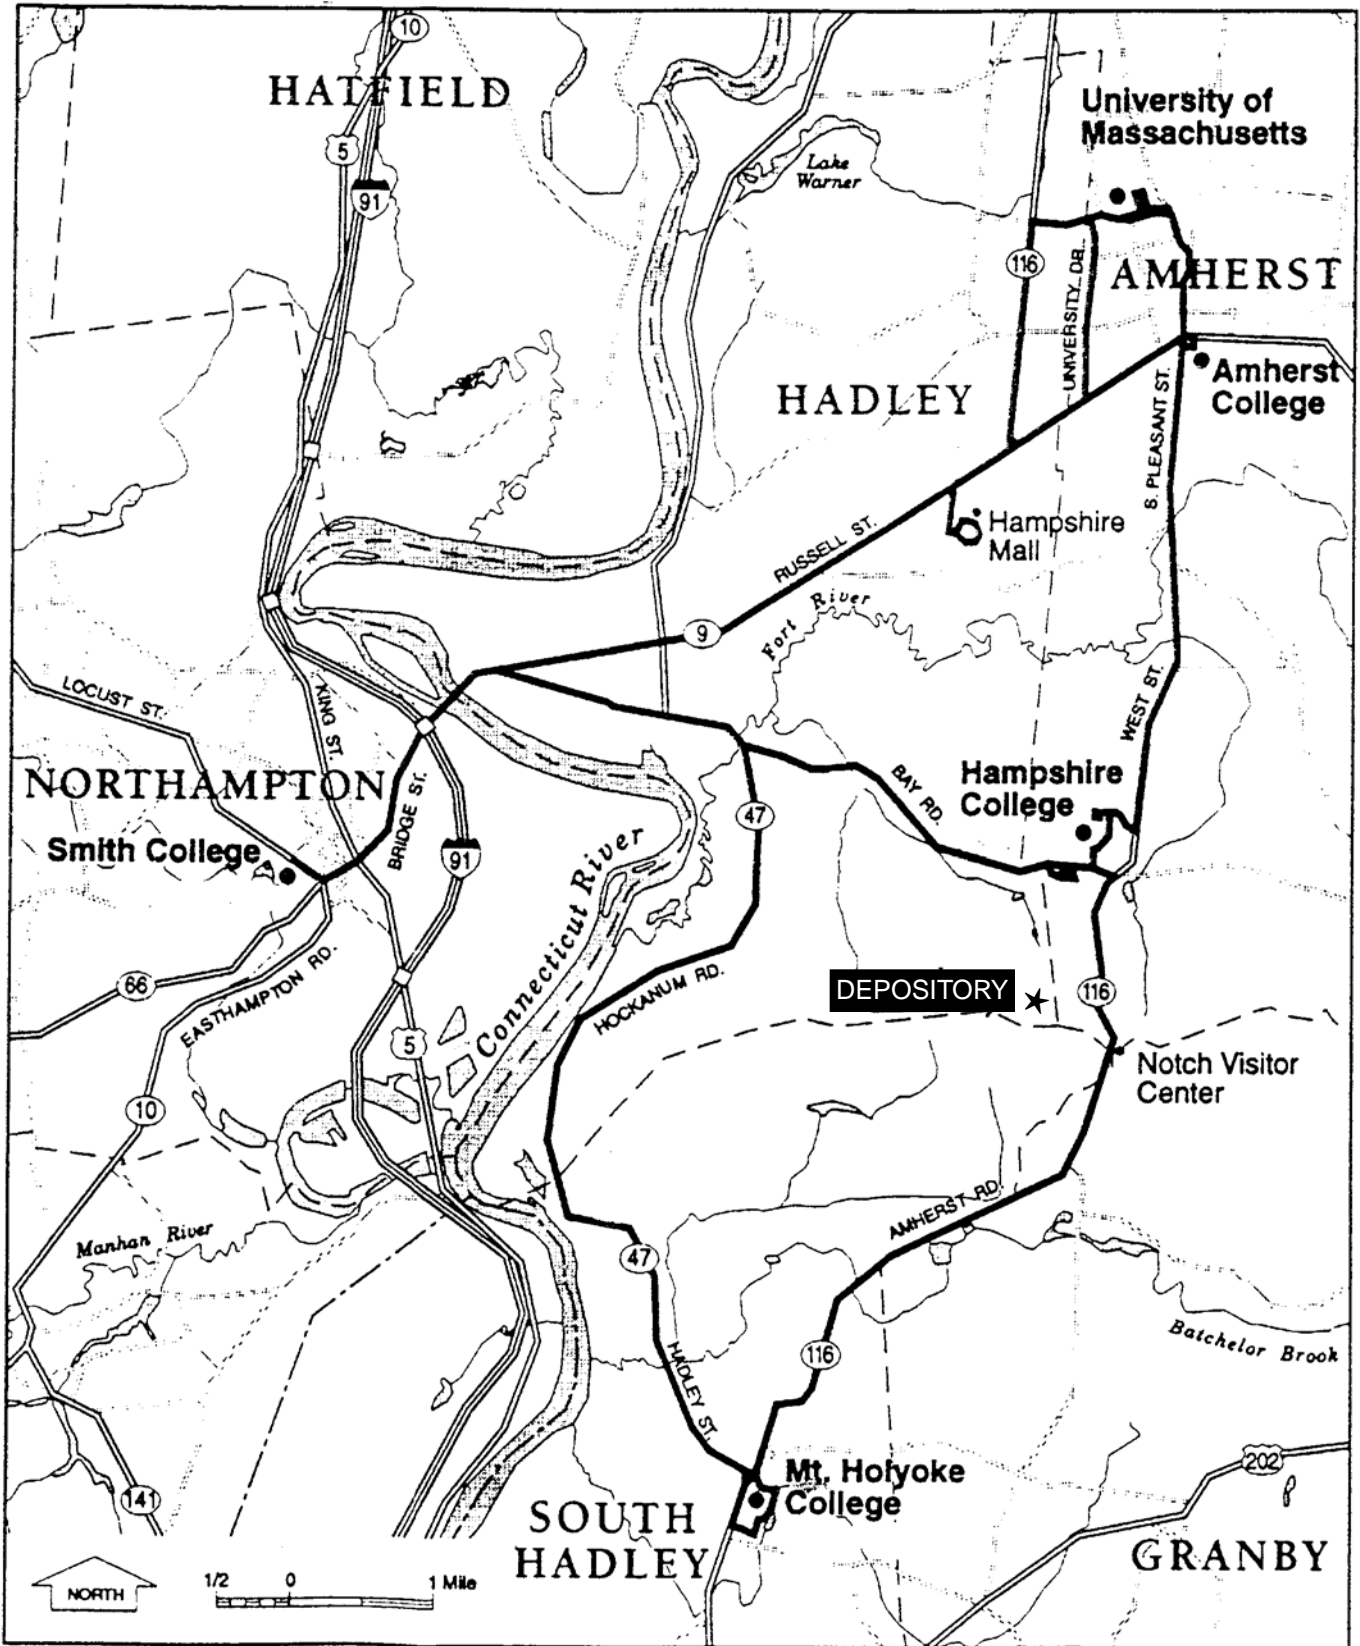 10
HATFIELD
5
91
University of
Massachusetts
Lake
Warner
116
UNIVERSITY DR.
AMHERST
HADLEY
Amherst
College
S. PLEASANT ST.
Hampshire
Mall
RUSSELL ST.
Fort River
9
LOCUST ST.
KING ST.
WEST ST.
NORTHAMPTON
BRIDGE ST.
BAY RD.
Hampshire
College
47
Smith College
91
Connecticut River
66
EASTHAMPTON RD.
HOCKANUM RD.
DEPOSITORY
116
5
Notch Visitor
Center
10
AMHERST RD.
Manhan River
47
116
HADLEY ST.
Batchelor Brook
202
Mt. Holyoke
College
141
SOUTH
HADLEY
GRANBY
NORTH
1/2 0 1 Mile